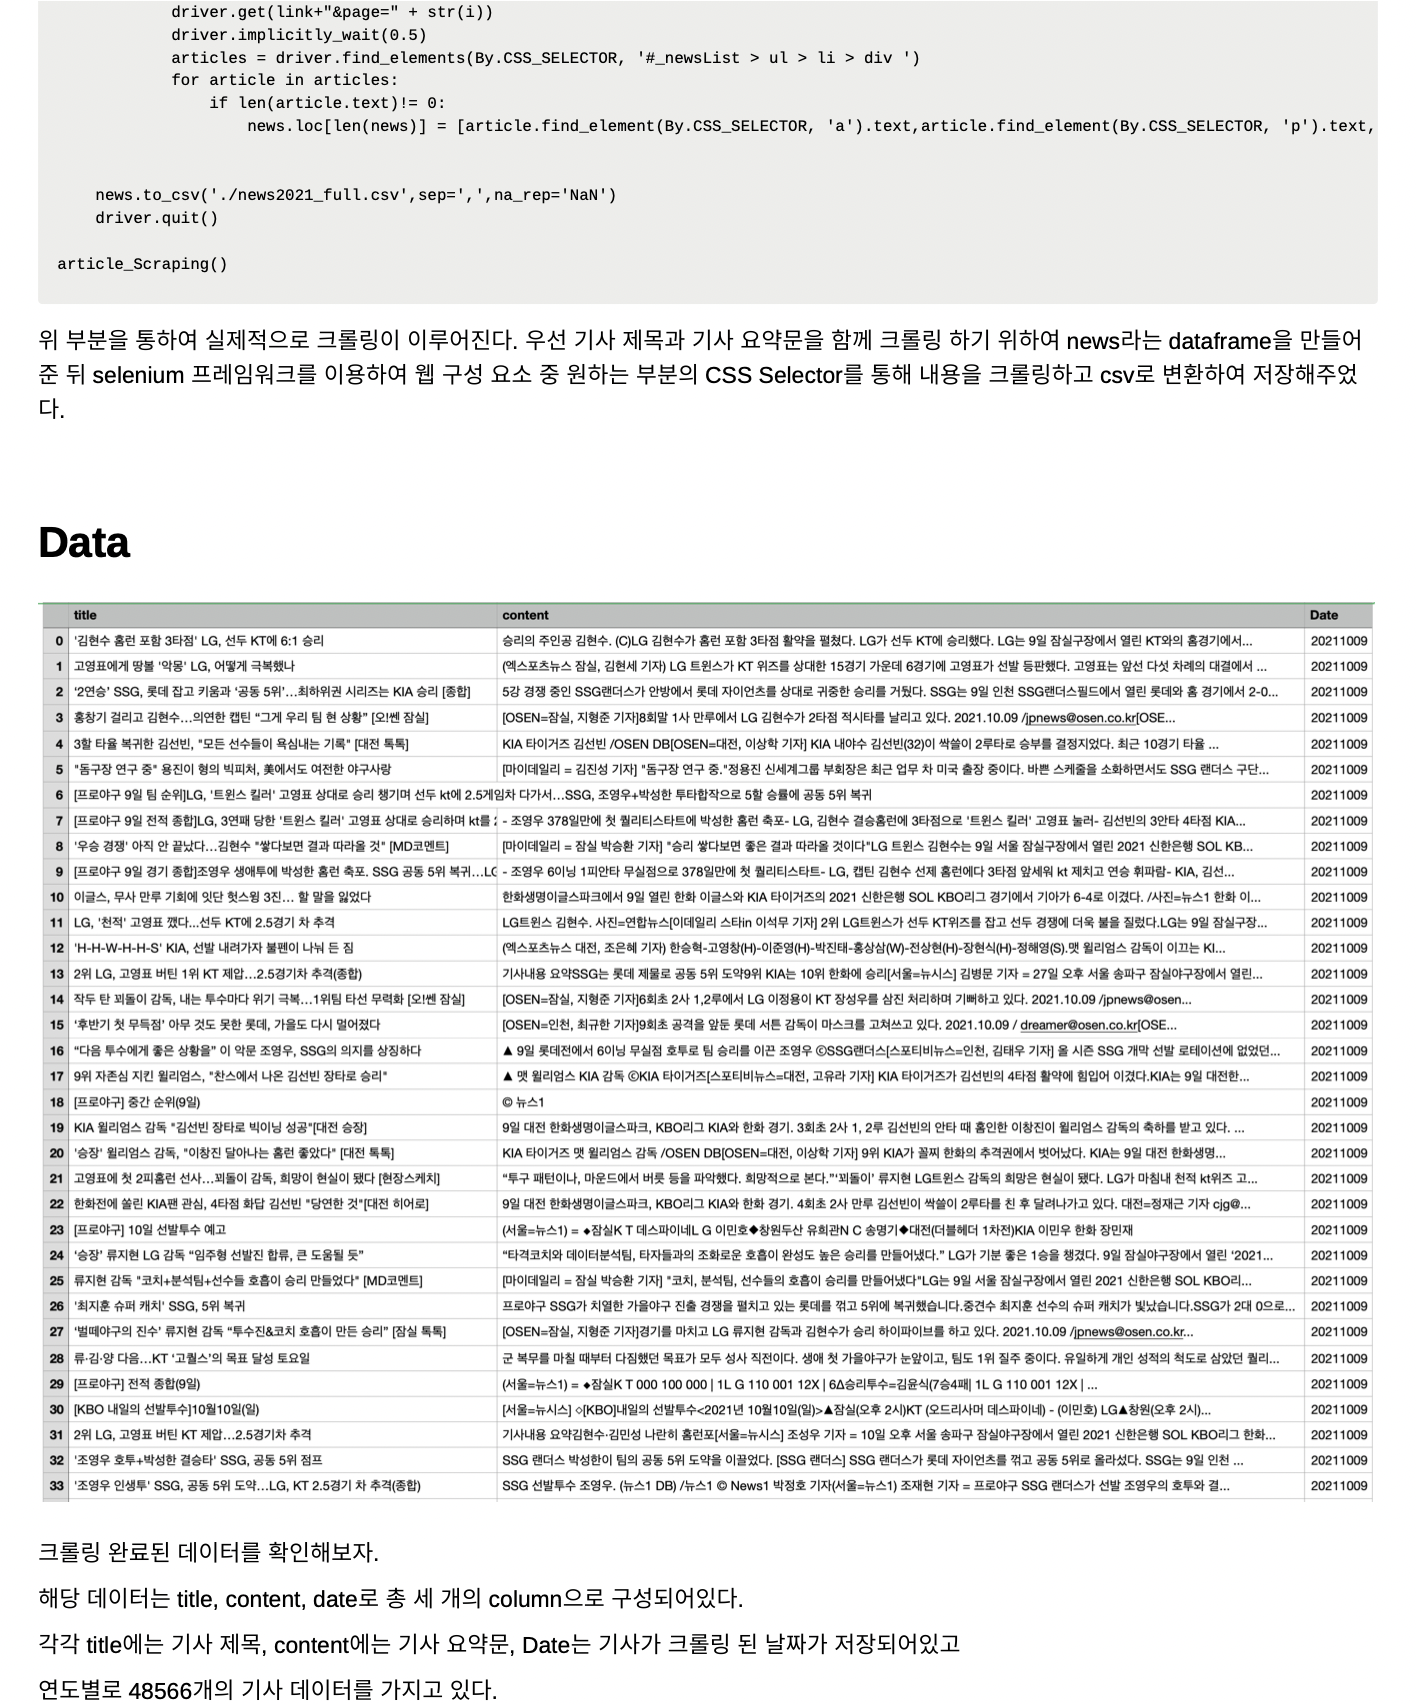 driver.get(link+"&page=" + str(i))
driver.implicitly_wait(0.5)
articles = driver.find_elements(By.CSS_SELECTOR, '#_newsList > ul > li > div ')
for article in articles:
if len(article.text)!= 0:
news.loc[len(news)] = [article.find_element(By.CSS_SELECTOR, 'a').text,article.find_element(By.CSS_SELECTOR, 'p').text,
news.to_csv('./news2021_full.csv',sep=',',na_rep='NaN')
driver.quit()
article_Scraping()
위 부분을 통하여 실제적으로 크롤링이 이루어진다. 우선 기사 제목과 기사 요약문을 함께 크롤링 하기 위하여 news라는 dataframe을 만들어
준 뒤 selenium 프레임워크를 이용하여 웹 구성 요소 중 원하는 부분의 CSS Selector를 통해 내용을 크롤링하고 csv로 변환하여 저장해주었
다.
Data
title content Date
0 '김현수 홈런 포함 3타점' LG, 선두 KT에 6:1 승리 승리의 주인공 김현수. (C)LG 김현수가 홈런 포함 3타점 활약을 펼쳤다. LG가 선두 KT에 승리했다. LG는 9일 잠실구장에서 열린 KT와의 홈경기에서... 20211009
1 고영표에게 땅볼 '악몽' LG, 어떻게 극복했나 (엑스포츠뉴스 잠실, 김현세 기자) LG 트윈스가 KT 위즈를 상대한 15경기 가운데 6경기에 고영표가 선발 등판했다. 고영표는 앞선 다섯 차례의 대결에서 ... 20211009
2 ‘2연승’ SSG, 롯데 잡고 키움과 ‘공동 5위’…최하위권 시리즈는 KIA 승리 [종합] 5강 경쟁 중인 SSG랜더스가 안방에서 롯데 자이언츠를 상대로 귀중한 승리를 거뒀다. SSG는 9일 인천 SSG랜더스필드에서 열린 롯데와 홈 경기에서 2-0... 20211009
3 홍창기 걸리고 김현수…의연한 캡틴 “그게 우리 팀 현 상황” [오!쎈 잠실] [OSEN=잠실, 지형준 기자]8회말 1사 만루에서 LG 김현수가 2타점 적시타를 날리고 있다. 2021.10.09 /jpnews@osen.co.kr[OSE... 20211009
4 3할 타율 복귀한 김선빈, "모든 선수들이 욕심내는 기록" [대전 톡톡] KIA 타이거즈 김선빈 /OSEN DB[OSEN=대전, 이상학 기자] KIA 내야수 김선빈(32)이 싹쓸이 2루타로 승부를 결정지었다. 최근 10경기 타율 ... 20211009
5 "돔구장 연구 중" 용진이 형의 빅피처, 美에서도 여전한 야구사랑 [마이데일리 = 김진성 기자] "돔구장 연구 중."정용진 신세계그룹 부회장은 최근 업무 차 미국 출장 중이다. 바쁜 스케줄을 소화하면서도 SSG 랜더스 구단... 20211009
6 [프로야구 9일 팀 순위]LG, '트윈스 킬러' 고영표 상대로 승리 챙기며 선두 kt에 2.5게임차 다가서…SSG, 조영우+박성한 투타합작으로 5할 승률에 공동 5위 복귀 20211009
7 [프로야구 9일 전적 종합]LG, 3연패 당한 '트윈스 킬러' 고영표 상대로 승리하며 kt를 - 조영우 378일만에 첫 퀄리티스타트에 박성한 홈런 축포- LG, 김현수 결승홈런에 3타점으로 '트윈스 킬러' 고영표 눌러- 김선빈의 3안타 4타점 KIA... 20211009
8 '우승 경쟁' 아직 안 끝났다…김현수 "쌓다보면 결과 따라올 것" [MD코멘트] [마이데일리 = 잠실 박승환 기자] "승리 쌓다보면 좋은 결과 따라올 것이다"LG 트윈스 김현수는 9일 서울 잠실구장에서 열린 2021 신한은행 SOL KB... 20211009
9 [프로야구 9일 경기 종합]조영우 생애투에 박성한 홈런 축포. SSG 공동 5위 복귀…LG - 조영우 6이닝 1피안타 무실점으로 378일만에 첫 퀄리티스타트- LG, 캡틴 김현수 선제 홈런에다 3타점 앞세워 kt 제치고 연승 휘파람- KIA, 김선... 20211009
10 이글스, 무사 만루 기회에 잇단 헛스윙 3진… 할 말을 잃었다 한화생명이글스파크에서 9일 열린 한화 이글스와 KIA 타이거즈의 2021 신한은행 SOL KBO리그 경기에서 기아가 6-4로 이겼다. /사진=뉴스1 한화 이... 20211009
11 LG, '천적' 고영표 깼다...선두 KT에 2.5경기 차 추격 LG트윈스 김현수. 사진=연합뉴스[이데일리 스타in 이석무 기자] 2위 LG트윈스가 선두 KT위즈를 잡고 선두 경쟁에 더욱 불을 질렀다.LG는 9일 잠실구장... 20211009
12 'H-H-W-H-H-S' KIA, 선발 내려가자 불펜이 나눠 든 짐 (엑스포츠뉴스 대전, 조은혜 기자) 한승혁-고영창(H)-이준영(H)-박진태-홍상삼(W)-전상현(H)-장현식(H)-정해영(S).맷 윌리엄스 감독이 이끄는 KI... 20211009
13 2위 LG, 고영표 버틴 1위 KT 제압…2.5경기차 추격(종합) 기사내용 요약SSG는 롯데 제물로 공동 5위 도약9위 KIA는 10위 한화에 승리[서울=뉴시스] 김병문 기자 = 27일 오후 서울 송파구 잠실야구장에서 열린... 20211009
14 작두 탄 꾀돌이 감독, 내는 투수마다 위기 극복…1위팀 타선 무력화 [오!쎈 잠실] [OSEN=잠실, 지형준 기자]6회초 2사 1,2루에서 LG 이정용이 KT 장성우를 삼진 처리하며 기뻐하고 있다. 2021.10.09 /jpnews@osen... 20211009
15 ‘후반기 첫 무득점’ 아무 것도 못한 롯데, 가을도 다시 멀어졌다 [OSEN=인천, 최규한 기자]9회초 공격을 앞둔 롯데 서튼 감독이 마스크를 고쳐쓰고 있다. 2021.10.09 / dreamer@osen.co.kr[OSE... 20211009
16 “다음 투수에게 좋은 상황을” 이 악문 조영우, SSG의 의지를 상징하다 ▲ 9일 롯데전에서 6이닝 무실점 호투로 팀 승리를 이끈 조영우 ⓒSSG랜더스[스포티비뉴스=인천, 김태우 기자] 올 시즌 SSG 개막 선발 로테이션에 없었던... 20211009
17 9위 자존심 지킨 윌리엄스, "찬스에서 나온 김선빈 장타로 승리" ▲ 맷 윌리엄스 KIA 감독 ⓒKIA 타이거즈[스포티비뉴스=대전, 고유라 기자] KIA 타이거즈가 김선빈의 4타점 활약에 힘입어 이겼다.KIA는 9일 대전한... 20211009
18 [프로야구] 중간 순위(9일) © 뉴스1 20211009
19 KIA 윌리엄스 감독 "김선빈 장타로 빅이닝 성공"[대전 승장] 9일 대전 한화생명이글스파크, KBO리그 KIA와 한화 경기. 3회초 2사 1, 2루 김선빈의 안타 때 홈인한 이창진이 윌리엄스 감독의 축하를 받고 있다. ... 20211009
20 '승장' 윌리엄스 감독, "이창진 달아나는 홈런 좋았다" [대전 톡톡] KIA 타이거즈 맷 윌리엄스 감독 /OSEN DB[OSEN=대전, 이상학 기자] 9위 KIA가 꼴찌 한화의 추격권에서 벗어났다. KIA는 9일 대전 한화생명... 20211009
21 고영표에 첫 2피홈런 선사…꾀돌이 감독, 희망이 현실이 됐다 [현장스케치] “투구 패턴이나, 마운드에서 버릇 등을 파악했다. 희망적으로 본다.”‘꾀돌이’ 류지현 LG트윈스 감독의 희망은 현실이 됐다. LG가 마침내 천적 kt위즈 고... 20211009
22 한화전에 쏠린 KIA팬 관심, 4타점 화답 김선빈 "당연한 것"[대전 히어로] 9일 대전 한화생명이글스파크, KBO리그 KIA와 한화 경기. 4회초 2사 만루 김선빈이 싹쓸이 2루타를 친 후 달려나가고 있다. 대전=정재근 기자 cjg@... 20211009
23 [프로야구] 10일 선발투수 예고 (서울=뉴스1) = ◆잠실K T 데스파이네L G 이민호◆창원두산 유희관N C 송명기◆대전(더블헤더 1차전)KIA 이민우 한화 장민재 20211009
24 ‘승장’ 류지현 LG 감독 “임주형 선발진 합류, 큰 도움될 듯” “타격코치와 데이터분석팀, 타자들과의 조화로운 호흡이 완성도 높은 승리를 만들어냈다.” LG가 기분 좋은 1승을 챙겼다. 9일 잠실야구장에서 열린 ‘2021... 20211009
25 류지현 감독 "코치+분석팀+선수들 호흡이 승리 만들었다" [MD코멘트] [마이데일리 = 잠실 박승환 기자] "코치, 분석팀, 선수들의 호흡이 승리를 만들어냈다"LG는 9일 서울 잠실구장에서 열린 2021 신한은행 SOL KBO리... 20211009
26 '최지훈 슈퍼 캐치' SSG, 5위 복귀 프로야구 SSG가 치열한 가을야구 진출 경쟁을 펼치고 있는 롯데를 꺾고 5위에 복귀했습니다.중견수 최지훈 선수의 슈퍼 캐치가 빛났습니다.SSG가 2대 0으로... 20211009
27 ‘벌떼야구의 진수’ 류지현 감독 “투수진&코치 호흡이 만든 승리” [잠실 톡톡] [OSEN=잠실, 지형준 기자]경기를 마치고 LG 류지현 감독과 김현수가 승리 하이파이브를 하고 있다. 2021.10.09 /jpnews@osen.co.kr... 20211009
28 류·김·양 다음…KT ‘고퀄스’의 목표 달성 토요일 군 복무를 마칠 때부터 다짐했던 목표가 모두 성사 직전이다. 생애 첫 가을야구가 눈앞이고, 팀도 1위 질주 중이다. 유일하게 개인 성적의 척도로 삼았던 퀄리... 20211009
29 [프로야구] 전적 종합(9일) (서울=뉴스1) = ◆잠실K T 000 100 000 | 1L G 110 001 12X | 6△승리투수=김윤식(7승4패| 1L G 110 001 12X | ... 20211009
30 [KBO 내일의 선발투수]10월10일(일) [서울=뉴시스] ◇[KBO]내일의 선발투수<2021년 10월10일(일)>▲잠실(오후 2시)KT (오드리사머 데스파이네) - (이민호) LG▲창원(오후 2시)... 20211009
31 2위 LG, 고영표 버틴 KT 제압…2.5경기차 추격 기사내용 요약김현수·김민성 나란히 홈런포[서울=뉴시스] 조성우 기자 = 10일 오후 서울 송파구 잠실야구장에서 열린 2021 신한은행 SOL KBO리그 한화... 20211009
32 '조영우 호투+박성한 결승타' SSG, 공동 5위 점프 SSG 랜더스 박성한이 팀의 공동 5위 도약을 이끌었다. [SSG 랜더스] SSG 랜더스가 롯데 자이언츠를 꺾고 공동 5위로 올라섰다. SSG는 9일 인천 ... 20211009
33 '조영우 인생투' SSG, 공동 5위 도약…LG, KT 2.5경기 차 추격(종합) SSG 선발투수 조영우. (뉴스1 DB) /뉴스1 © News1 박정호 기자(서울=뉴스1) 조재현 기자 = 프로야구 SSG 랜더스가 선발 조영우의 호투와 결... 20211009
크롤링 완료된 데이터를 확인해보자.
해당 데이터는 title, content, date로 총 세 개의 column으로 구성되어있다.
각각 title에는 기사 제목, content에는 기사 요약문, Date는 기사가 크롤링 된 날짜가 저장되어있고
연도별로 48566개의 기사 데이터를 가지고 있다.